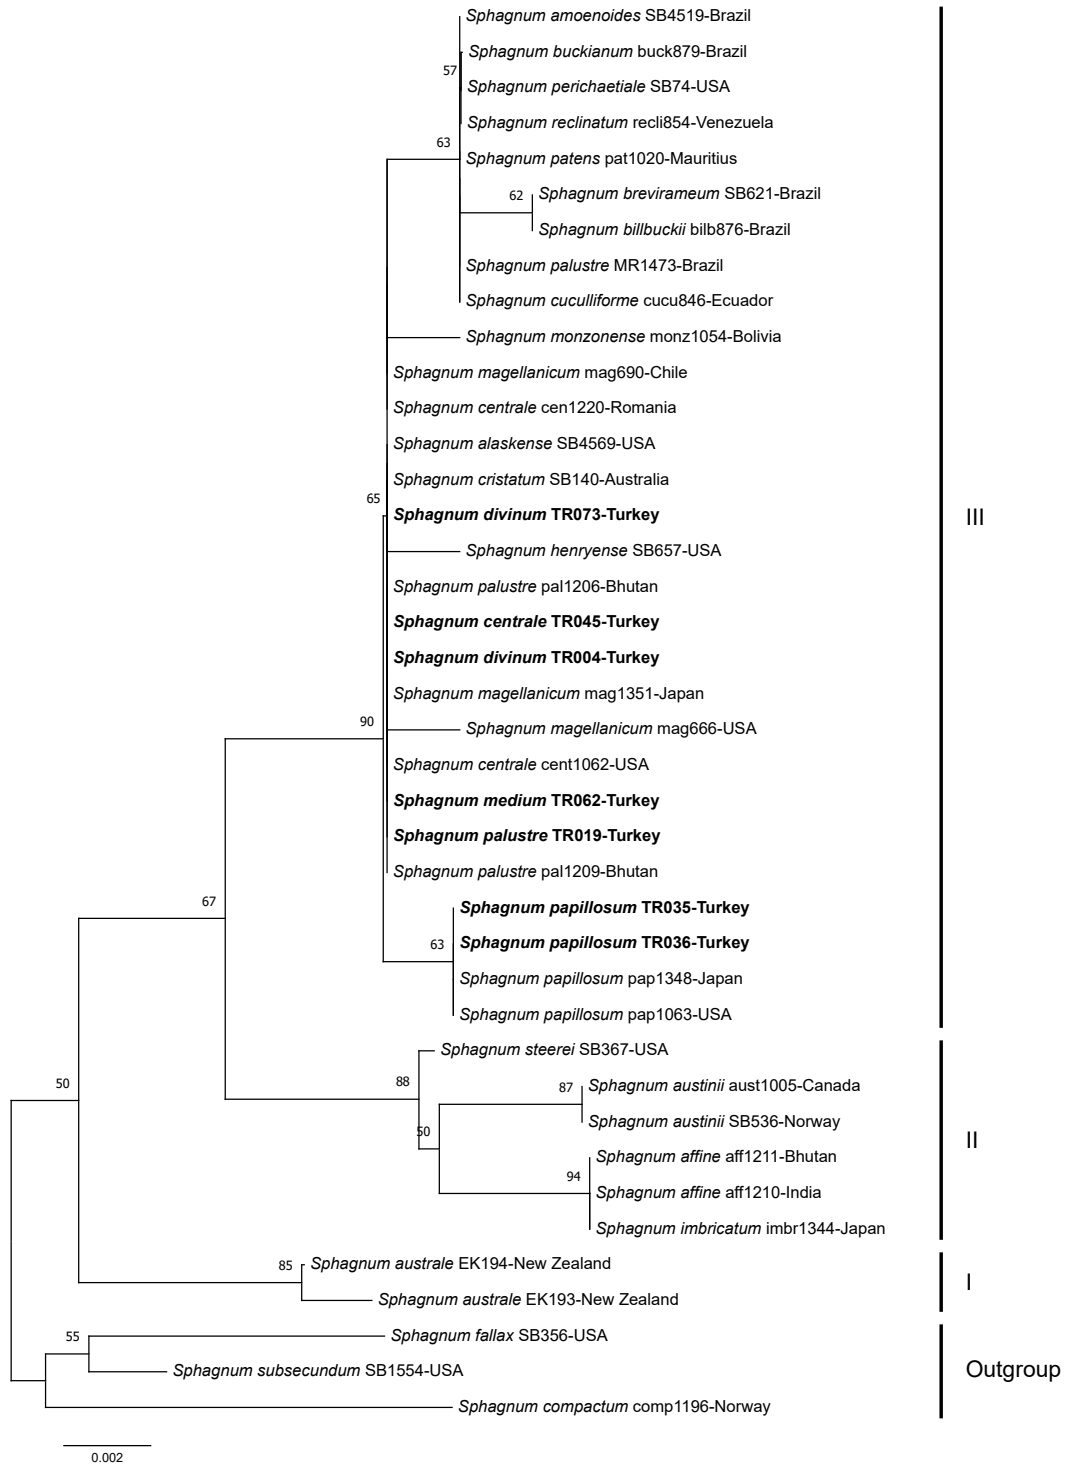 Sphagnum amoenoides SB4519-Brazil
Sphagnum buckianum buck879-Brazil
57
Sphagnum perichaetiale SB74-USA
Sphagnum reclinatum recli854-Venezuela
63
Sphagnum patens pat1020-Mauritius
62
Sphagnum brevirameum SB621-Brazil
Sphagnum billbuckii bilb876-Brazil
Sphagnum palustre MR1473-Brazil
Sphagnum cuculliforme cucu846-Ecuador
Sphagnum monzonense monz1054-Bolivia
Sphagnum magellanicum mag690-Chile
Sphagnum centrale cen1220-Romania
Sphagnum alaskense SB4569-USA
Sphagnum cristatum SB140-Australia
65
Sphagnum divinum TR073-Turkey
III
Sphagnum henryense SB657-USA
Sphagnum palustre pal1206-Bhutan
Sphagnum centrale TR045-Turkey
Sphagnum divinum TR004-Turkey
Sphagnum magellanicum mag1351-Japan
90
Sphagnum magellanicum mag666-USA
Sphagnum centrale cent1062-USA
Sphagnum medium TR062-Turkey
Sphagnum palustre TR019-Turkey
Sphagnum palustre pal1209-Bhutan
67
Sphagnum papillosum TR035-Turkey
63
Sphagnum papillosum TR036-Turkey
Sphagnum papillosum pap1348-Japan
Sphagnum papillosum pap1063-USA
Sphagnum steerei SB367-USA
50
88
87
Sphagnum austinii aust1005-Canada
Sphagnum austinii SB536-Norway
50
II
Sphagnum affine aff1211-Bhutan
94
Sphagnum affine aff1210-India
Sphagnum imbricatum imbr1344-Japan
85
Sphagnum australe EK194-New Zealand
I
Sphagnum australe EK193-New Zealand
55
Sphagnum fallax SB356-USA
Sphagnum subsecundum SB1554-USA
Outgroup
Sphagnum compactum comp1196-Norway
0.002